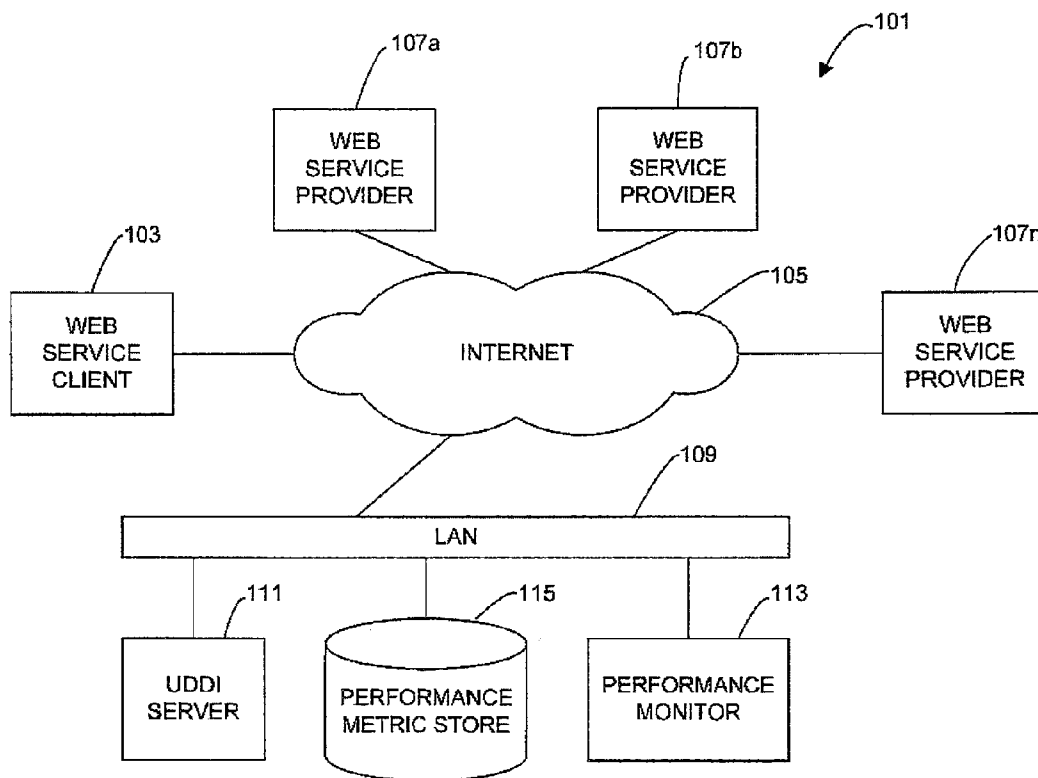 101
107a
107b
WEB
SERVICE
PROVIDER
WEB
SERVICE
PROVIDER
103
107n
105
WEB
SERVICE
CLIENT
INTERNET
WEB
SERVICE
PROVIDER
109
LAN
111
115
113
UDDI
SERVER
PERFORMANCE
METRIC STORE
PERFORMANCE
MONITOR